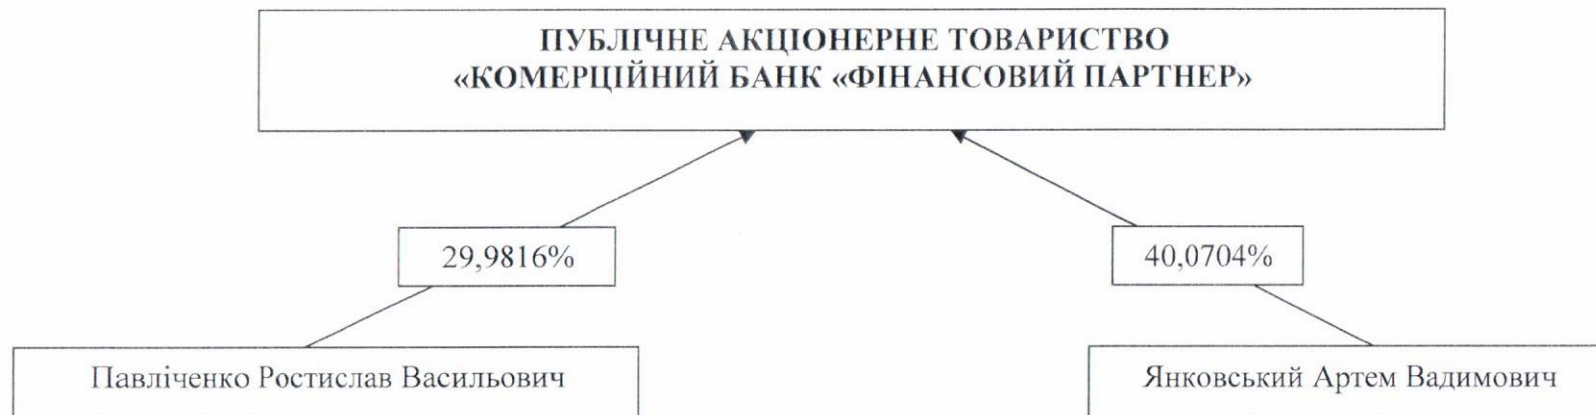 ПУБЛІЧНЕ АКЦІОНЕРНЕ ТОВАРИСТВО
«КОМЕРЦІЙНИЙ БАНК «ФІНАНСОВИЙ ПАРТНЕР»
29,9816%
40,0704%
Павліченко Ростислав Васильович
Янковський Артем Вадимович